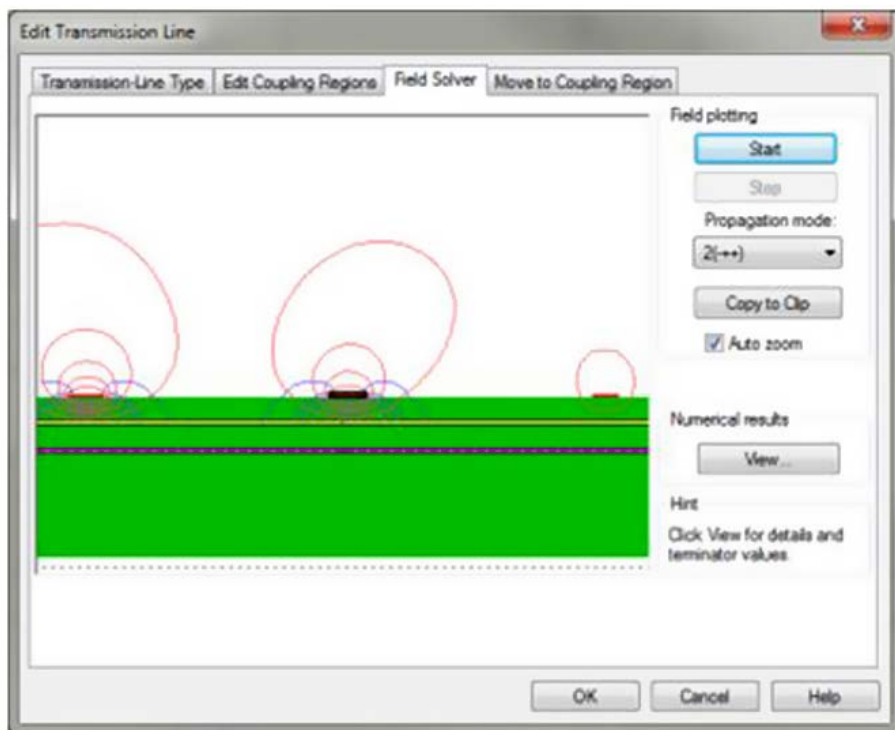 Edit Transmission Line
Transmission-Line Type
Edit Coupling Regions
Field Solver
Move to Coupling Region
Field plotting
Start
Stop
Propagation mode:
2(-++)
Copy to Clip
Auto zoom
Numerical results
View...
Hint
Click View for details and
terminator values.
OK
Cancel
Help